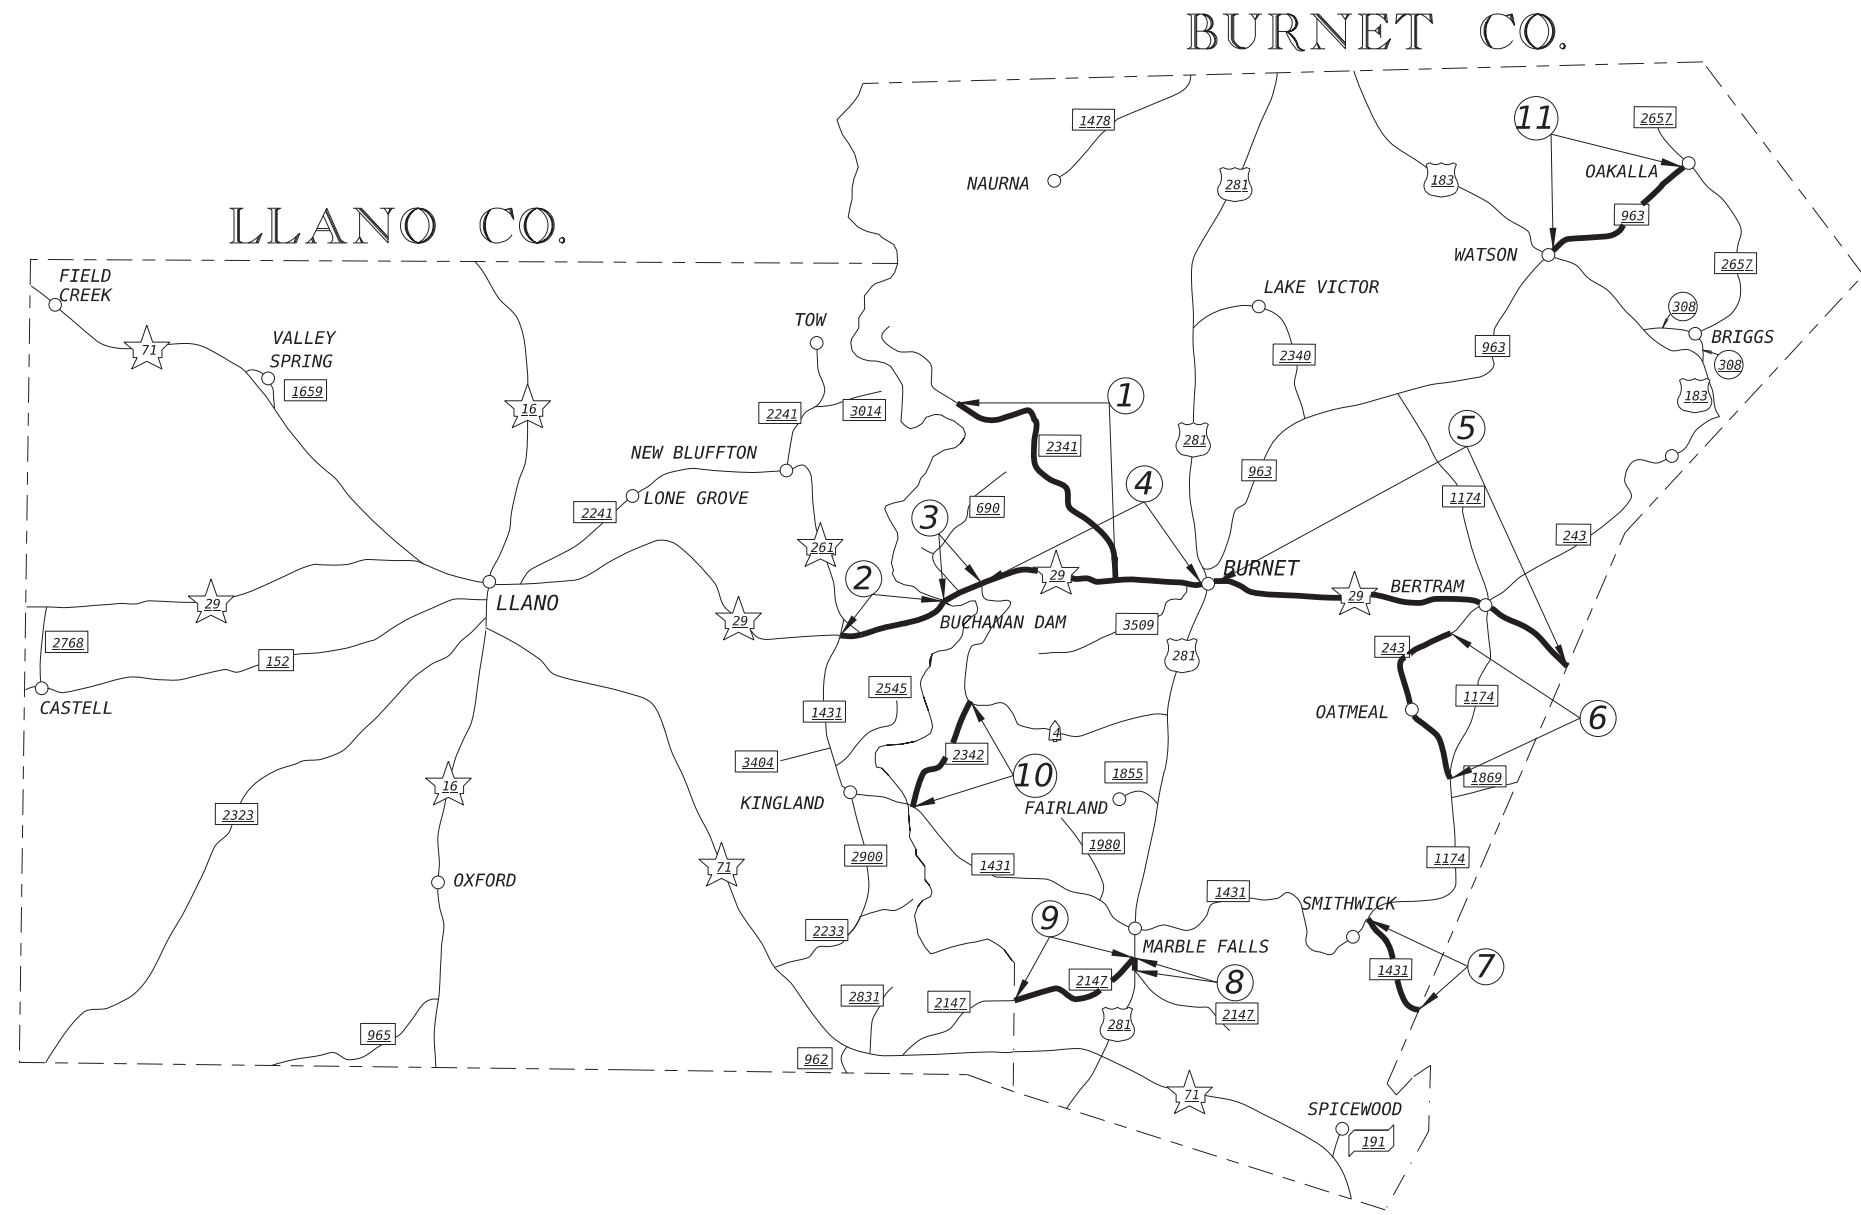 BURNET CO.
1478
11
2657
OAKALLA
NAURNA
281
183
963
LLANO CO.
WATSON
2657
FIELD
CREEK
LAKE VICTOR
308
TOW
VALLEY
SPRING
71
BRIGGS
308
963
2340
1659
183
1
16
2241
3014
5
2341
281
NEW BLUFFTON
963
4
LONE GROVE
1174
2241
3
690
243
261
2
29
BURNET
BERTRAM
29
LLANO
29
29
BUCHANAN DAM
3509
2768
152
243
281
2545
1174
CASTELL
1431
OATMEAL
6
4
2342
3404
10
1855
1869
16
KINGLAND
FAIRLAND
2323
1980
2900
1174
71
1431
OXFORD
1431
SMITHWICK
9
2233
MARBLE FALLS
7
1431
2147
8
2831
2147
2147
281
965
962
71
SPICEWOOD
191